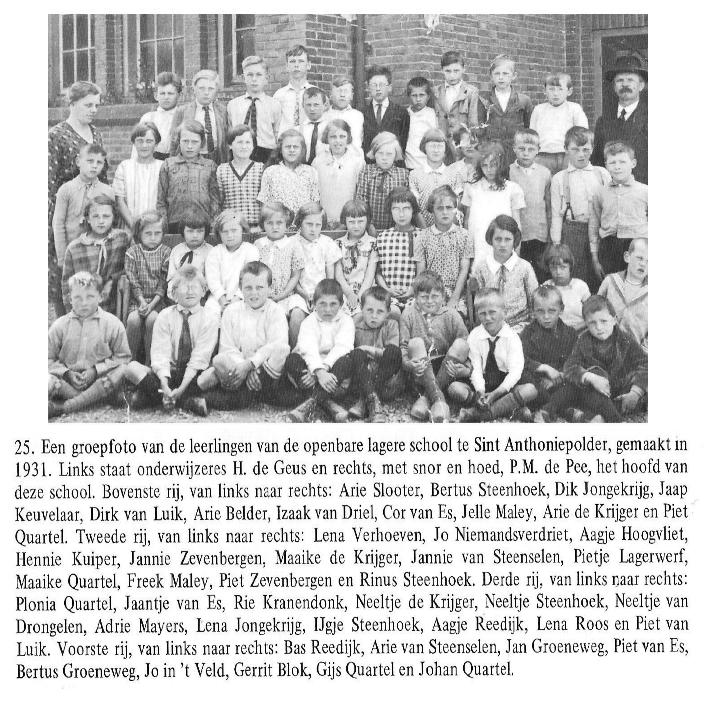 25. Een groepfoto van de leerlingen van de openbare lagere school te Sint Anthoniepolder, gemaakt in
1931. Links staat onderwijzeres H. de Geus en rechts, met snor en hoed, P.M. de Pee, het hoofd van
deze school. Bovenste rij, van links naar rechts: Arie Slooter, Bertus Steenhoek, Dik Jongekrijg, Jaap
Keuvelaar, Dirk van Luik, Arie Belder, Izaak van Driel, Cor van Es, Jelle Maley, Arie de Krijger en Piet
Quartel. Tweede rij, van links naar rechts: Lena Verhoeven, Jo Niemandsverdriet, Aagje Hoogvliet,
Hennie Kuiper, Jannie Zevenbergen, Maaike de Krijger, Jannie van Steenselen, Pietje Lagerwerf,
Maaike Quartel, Freek Maley, Piet Zevenbergen en Rinus Steenhoek. Derde rij, van links naar rechts:
Plonia Quartel, Jaantje van Es, Rie Kranendonk, Neeltje de Krijger, Neeltje Steenhoek, Neeltje van
Drongelen, Adrie Mayers, Lena Jongekrijg, IJgje Steenhoek, Aagje Reedijk, Lena Roos en Piet van
Luik. Voorste rij, van links naar rechts: Bas Reedijk, Arie van Steenselen, Jan Groeneweg, Piet van Es,
Bertus Groeneweg, Jo in 't Veld, Gerrit Blok, Gijs Quartel en Johan Quartel.